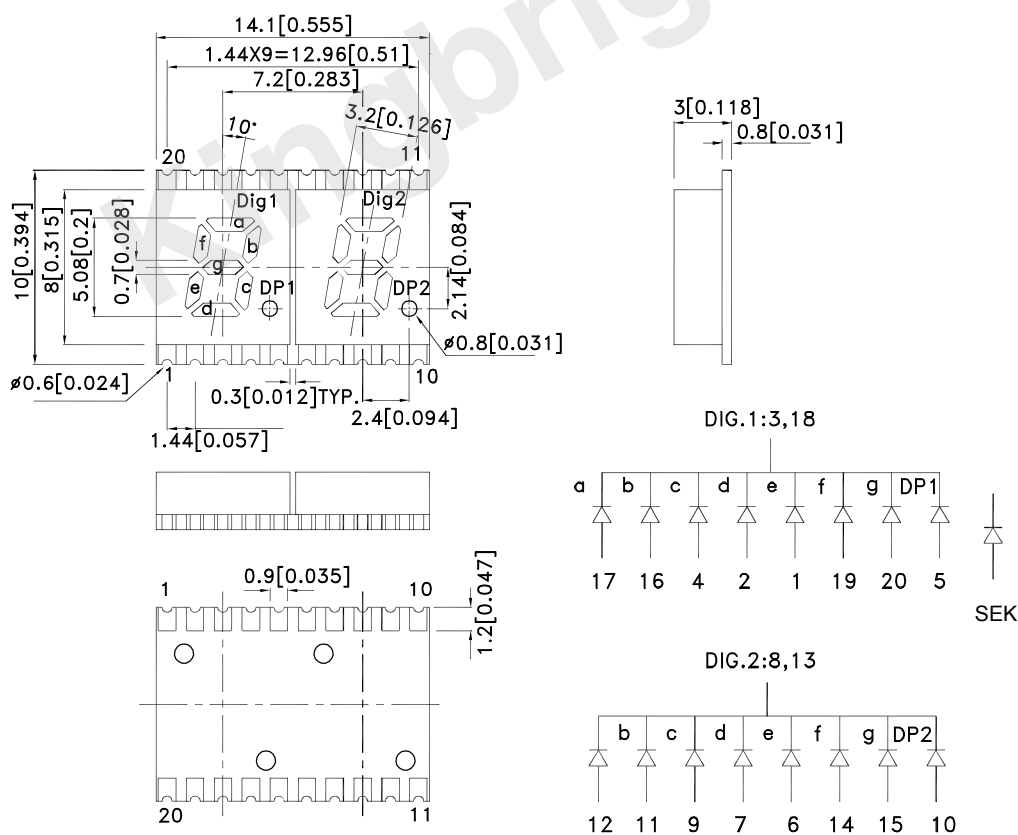 Kingbrig
14.1[0.555]
1.44X9=12.96[0.51]
7.2[0.283]
3.2[0.126]
10°
20
11
Dig1
Dig2
a
f
b
g
e
c
d
DP1
DP2
10[0.394]
8[0.315]
5.08[0.2]
0.7[0.028]
2.14[0.084]
ø0.8[0.031]
ø0.6[0.024]
1
10
0.3[0.012]TYP.
2.4[0.094]
1.44[0.057]
3[0.118]
0.8[0.031]
1
0.9[0.035]
10
1.2[0.047]
20
11
DIG.1:3,18
a b c d e f g DP1
17 16 4 2 1 19 20 5
SEK
DIG.2:8,13
b c d e f g DP2
12 11 9 7 6 14 15 10